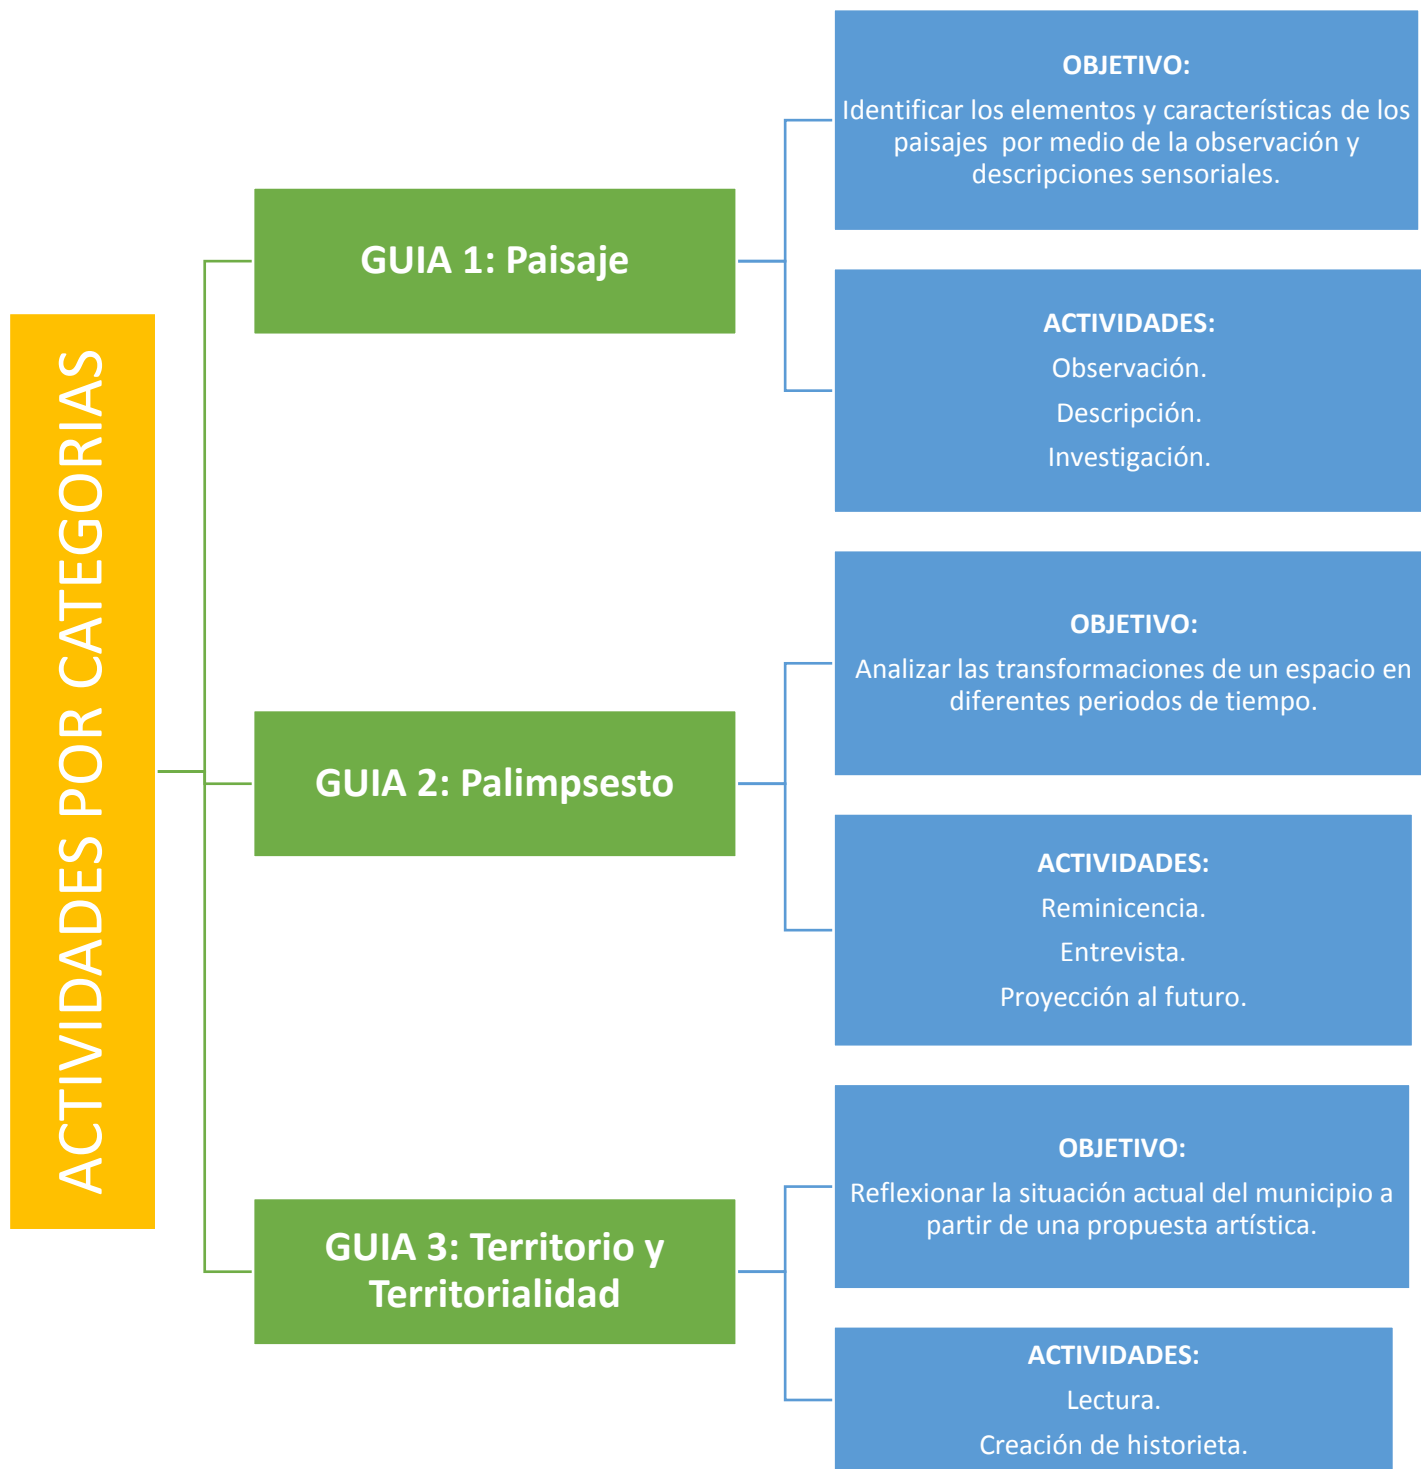 ACTIVIDADES POR CATEGORIAS
GUIA 1: Paisaje
OBJETIVO:
Identificar los elementos y características de los
paisajes por medio de la observación y
descripciones sensoriales.
ACTIVIDADES:
Observación.
Descripción.
Investigación.
GUIA 2: Palimpsesto
OBJETIVO:
Analizar las transformaciones de un espacio en
diferentes periodos de tiempo.
ACTIVIDADES:
Reminicencia.
Entrevista.
Proyección al futuro.
GUIA 3: Territorio y
Territorialidad
OBJETIVO:
Reflexionar la situación actual del municipio a
partir de una propuesta artística.
ACTIVIDADES:
Lectura.
Creación de historieta.